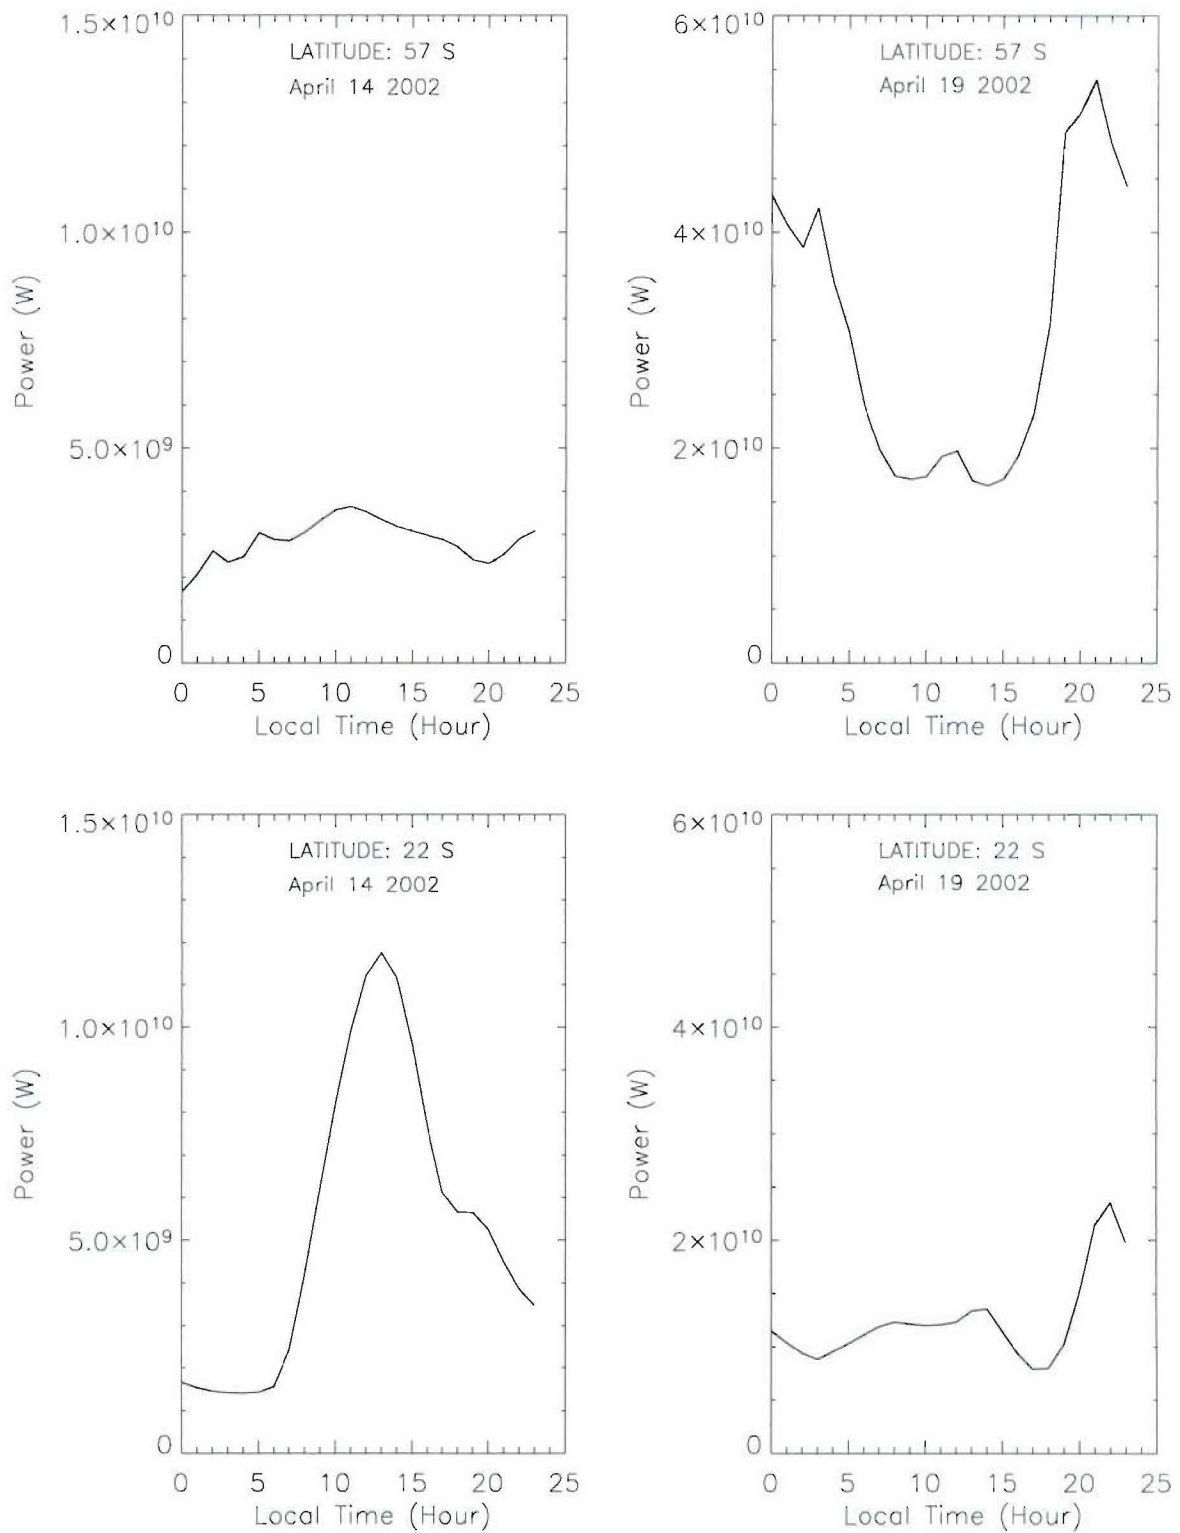 1.5×10¹⁰
LATITUDE: 57 S
April 14 2002
1.0×10¹⁰
5.0×10⁹
0
Power (W)
0 5 10 15 20 25
Local Time (Hour)
6×10¹⁰
LATITUDE: 57 S
April 19 2002
4×10¹⁰
2×10¹⁰
0
Power (W)
0 5 10 15 20 25
Local Time (Hour)
1.5×10¹⁰
LATITUDE: 22 S
April 14 2002
1.0×10¹⁰
5.0×10⁹
0
Power (W)
0 5 10 15 20 25
Local Time (Hour)
6×10¹⁰
LATITUDE: 22 S
April 19 2002
4×10¹⁰
2×10¹⁰
0
Power (W)
0 5 10 15 20 25
Local Time (Hour)